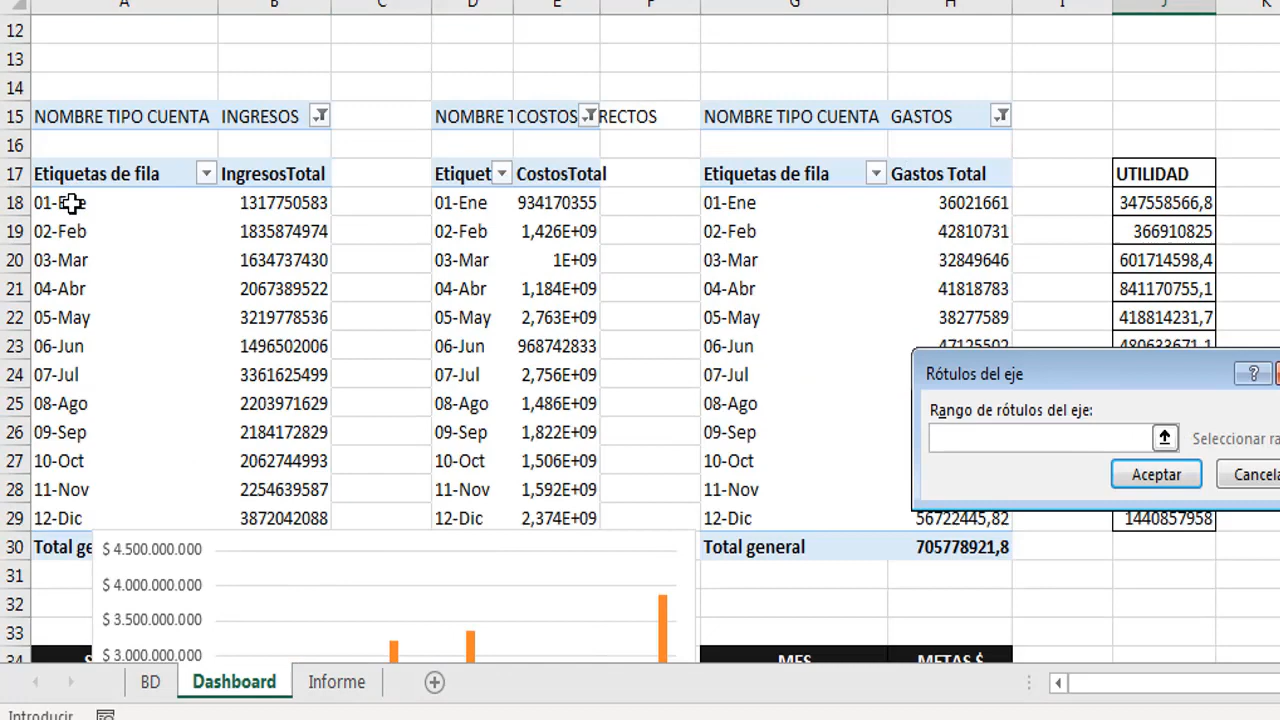 A B C D E F G H I J K
12
13
14
15 NOMBRE TIPO CUENTA INGRESOS NOMBRE T COSTOS RECTOS NOMBRE TIPO CUENTA GASTOS
16
17 Etiquetas de fila IngresosTotal Etiquet CostosTotal Etiquetas de fila Gastos Total UTILIDAD
18 01-Ene 1317750583 01-Ene 934170355 01-Ene 36021661 347558566,8
19 02-Feb 1835874974 02-Feb 1,426E+09 02-Feb 42810731 366910825
20 03-Mar 1634737430 03-Mar 1E+09 03-Mar 32849646 601714598,4
21 04-Abr 2067389522 04-Abr 1,184E+09 04-Abr 41818783 841170755,1
22 05-May 3219778536 05-May 2,763E+09 05-May 38277589 418814231,7
23 06-Jun 1496502006 06-Jun 968742833 06-Jun 47125502 480633671,1
24 07-Jul 3361625499 07-Jul 2,756E+09 07-Jul
25 08-Ago 2203971629 08-Ago 1,486E+09 08-Ago
26 09-Sep 2184172829 09-Sep 1,822E+09 09-Sep
27 10-Oct 2062744993 10-Oct 1,506E+09 10-Oct
28 11-Nov 2254639587 11-Nov 1,592E+09 11-Nov
29 12-Dic 3872042088 12-Dic 2,374E+09 12-Dic 56722445,82 1440857958
30 Total ge Total general 705778921,8
31
32
33
34 S MES METAS $
Rótulos del eje
?
Rango de rótulos del eje:
Seleccionar ra
Aceptar Cancela
$ 4.500.000.000
$ 4.000.000.000
$ 3.500.000.000
$ 3.000.000.000
BD Dashboard Informe
Introducir